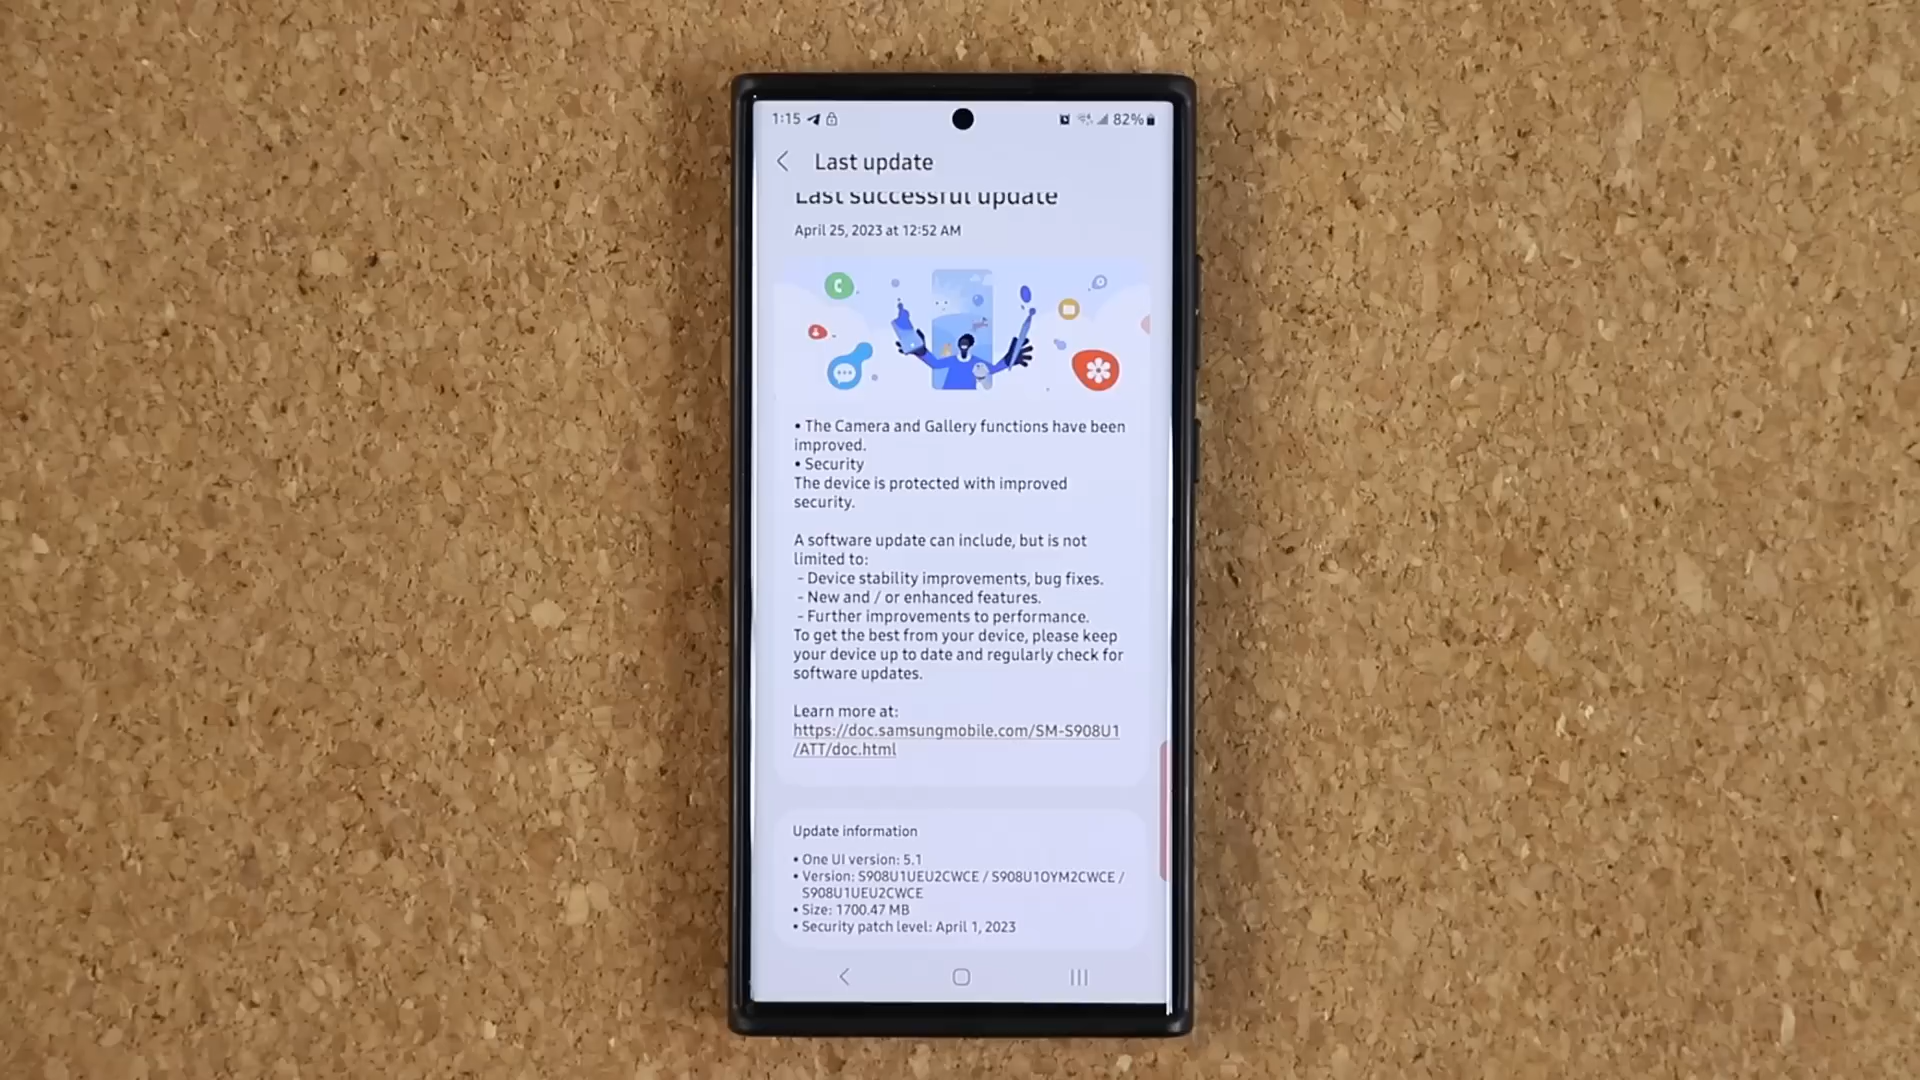 1:15
82%
Last update
Last successful update
April 25, 2023 at 12:52 AM
• The Camera and Gallery functions have been
improved.
• Security
The device is protected with improved
security.
A software update can include, but is not
limited to:
- Device stability improvements, bug fixes.
- New and / or enhanced features.
- Further improvements to performance.
To get the best from your device, please keep
your device up to date and regularly check for
software updates.
Learn more at:
https://doc.samsungmobile.com/SM-S908U1
/ATT/doc.html
Update information
• One UI version: 5.1
• Version: S908U1UEU2CWCE / S908U1OYM2CWCE /
S908U1UEU2CWCE
• Size: 1700.47 MB
• Security patch level: April 1, 2023